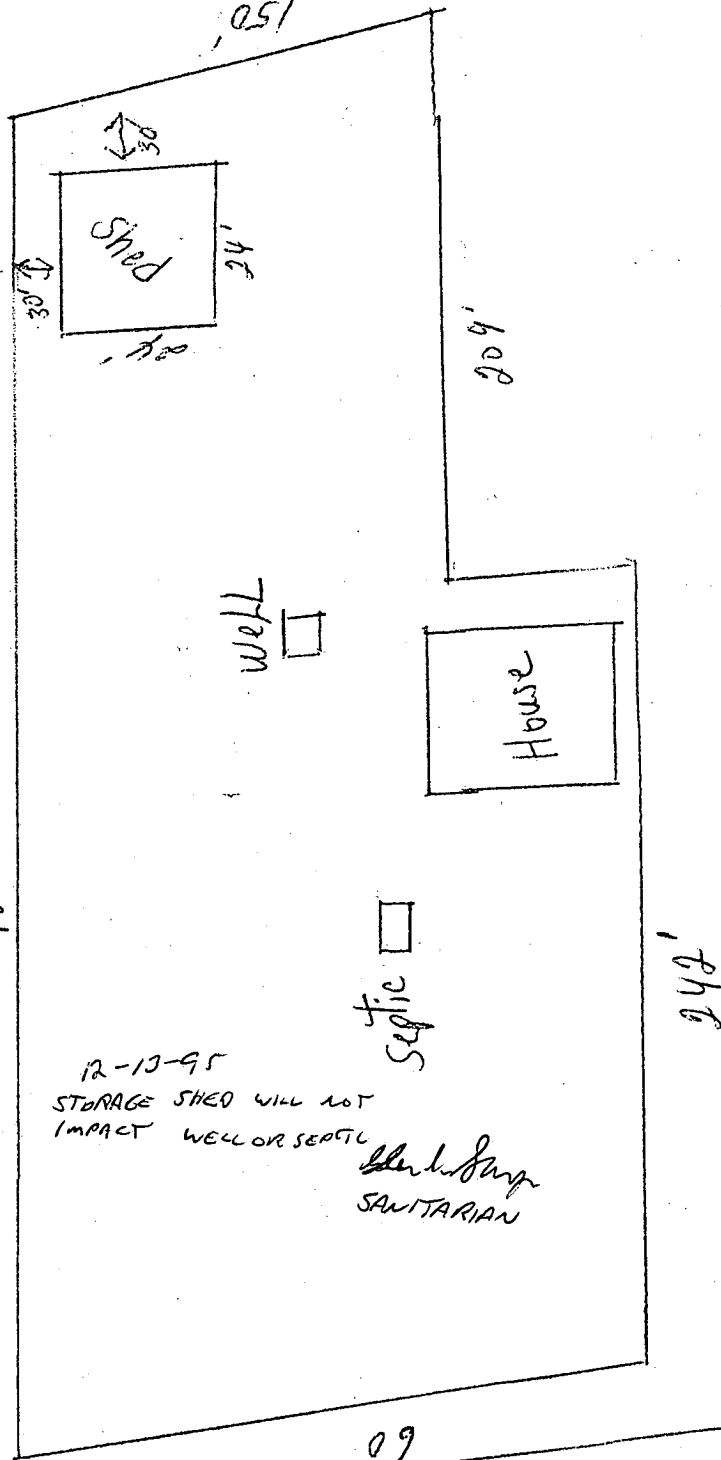 150'
30'
Shed
30'
24'
24'
209'
Well
House
Septic
242'
12-13-95
STORAGE SHED WILL NOT
IMPACT WELL OR SEPTIC
SANITARIAN
60